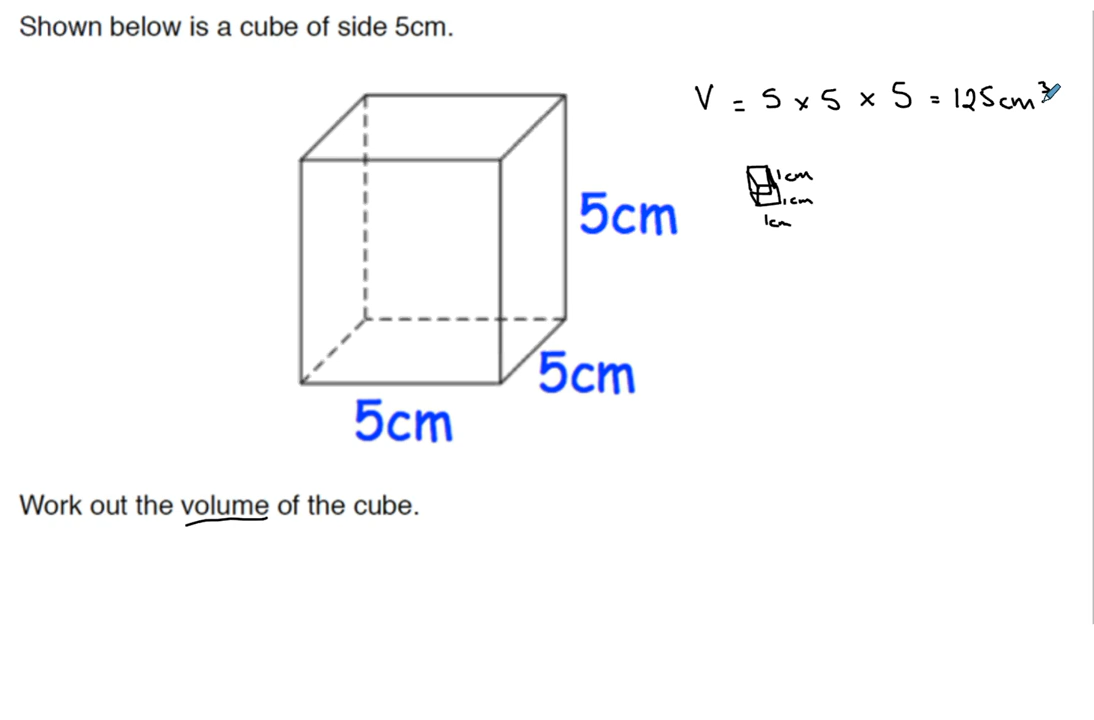 Shown below is a cube of side 5cm.
V = 5 × 5 × 5 = 125cm³
1cm
1cm
1cm
5cm
5cm
5cm
Work out the volume of the cube.